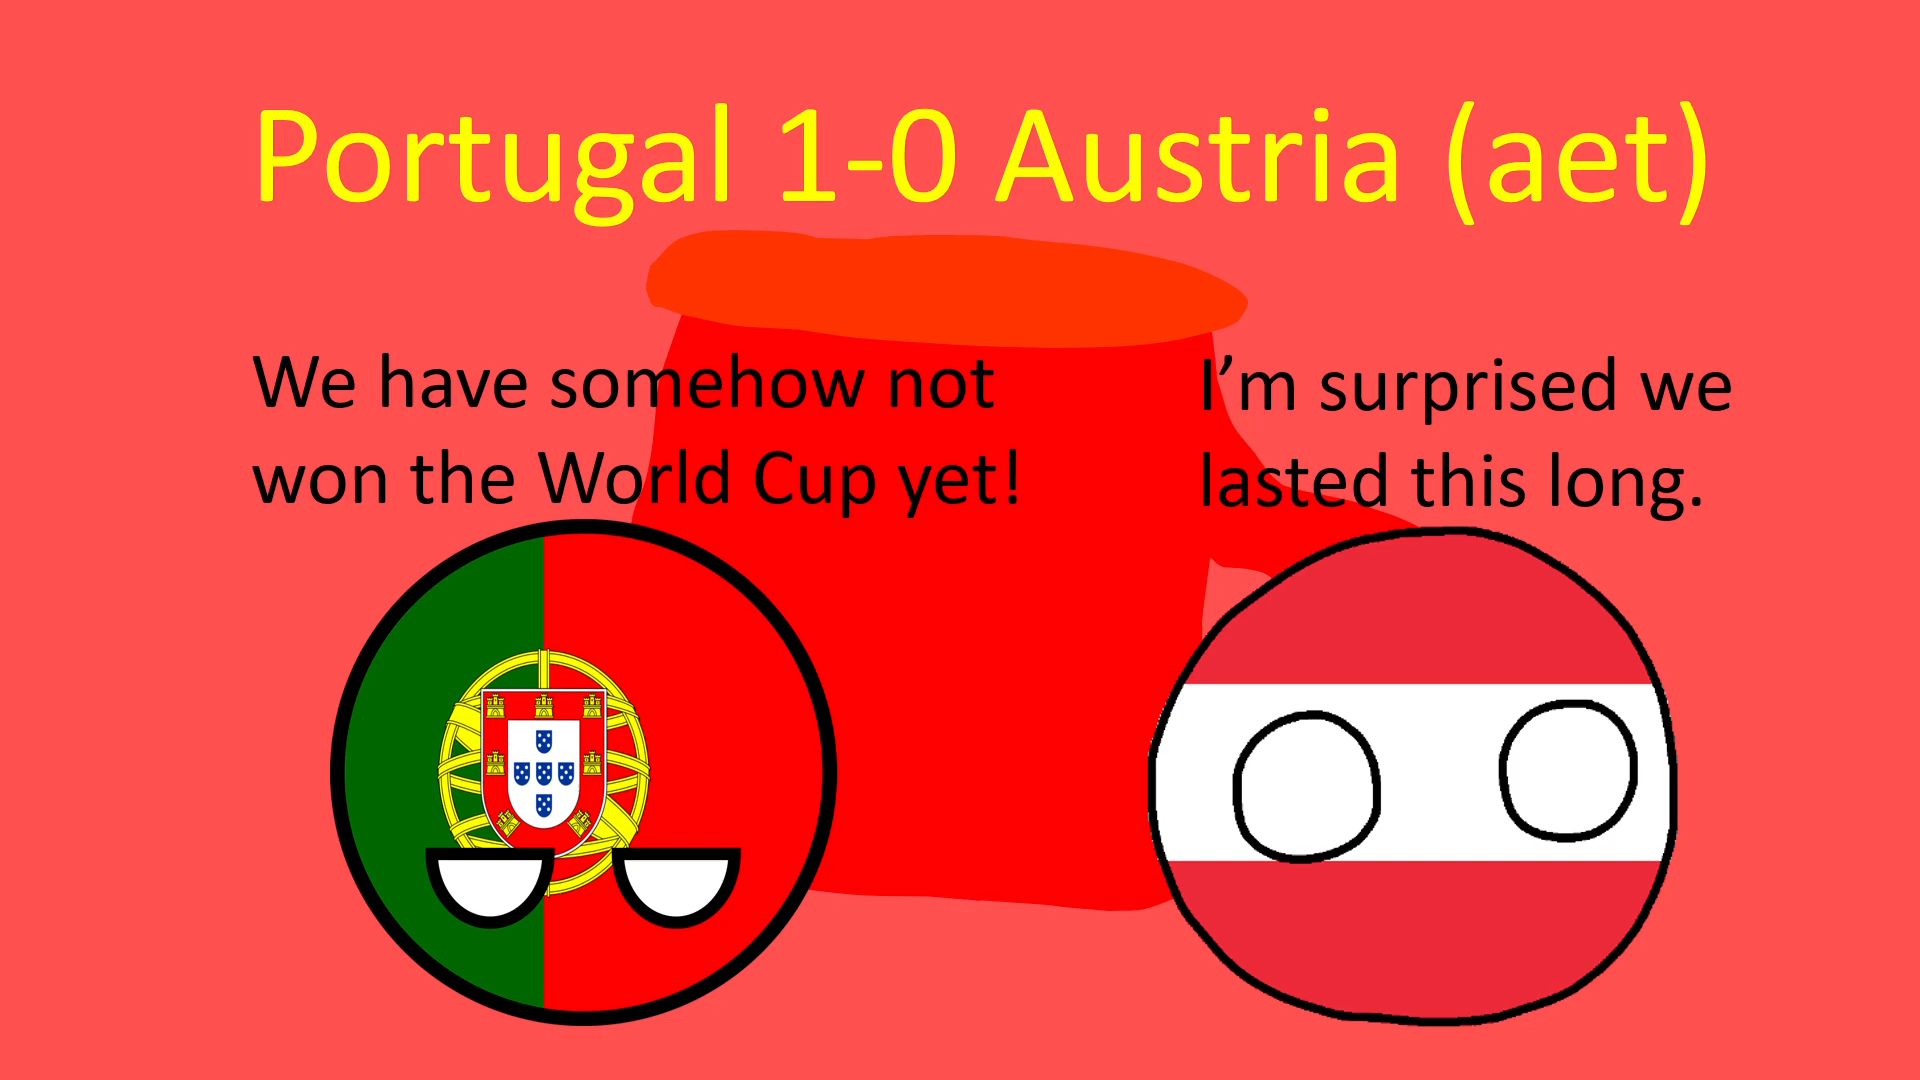 Portugal 1-0 Austria (aet)
We have somehow not
won the World Cup yet!
I’m surprised we
lasted this long.